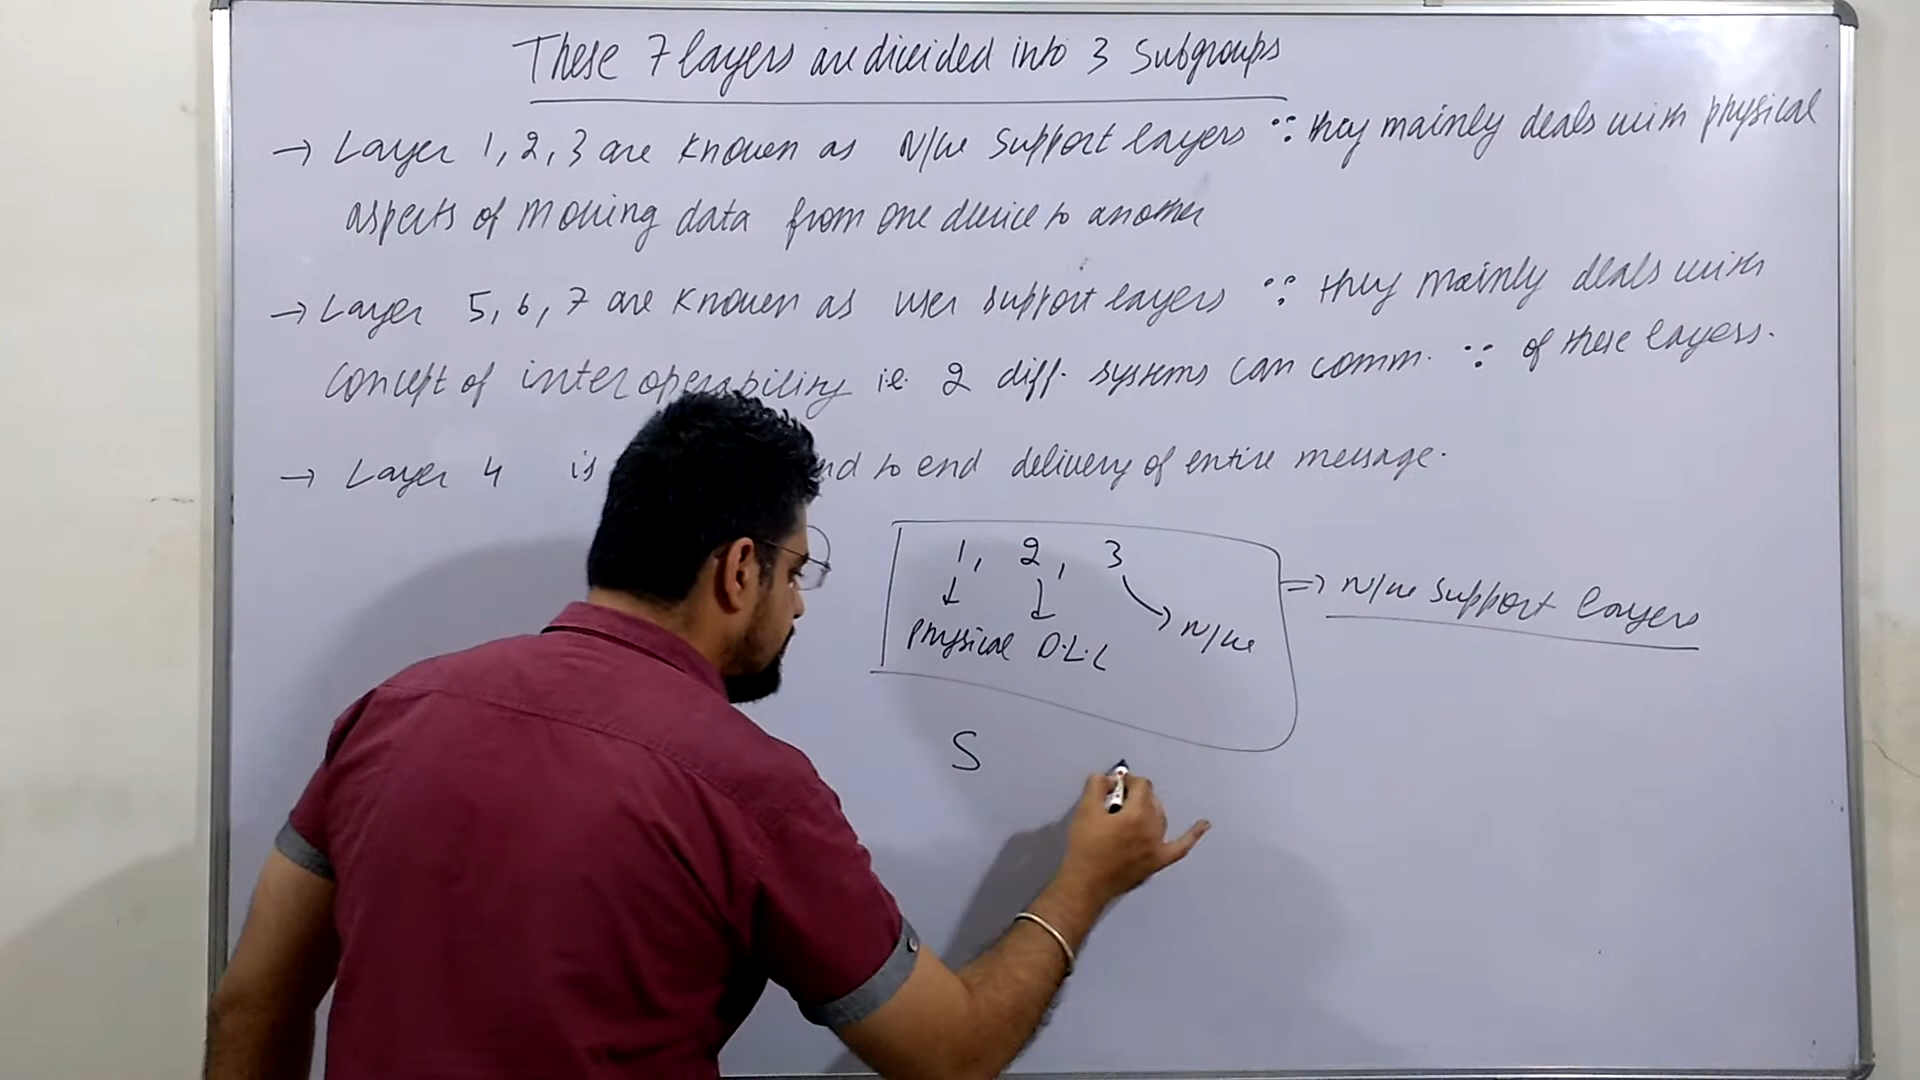 These 7 layers are divided into 3 Subgroups
→ Layer 1, 2, 3 are known as N/w Support layers ∵ they mainly deals with physical
aspects of moving data from one device to another
→ Layer 5, 6, 7 are known as user support layers ∵ they mainly deals with
concept of interoperability i.e. 2 diff. systems can comm. ∵ of these layers.
→ Layer 4 is nd to end delivery of entire message.
1, 2, 3
⇒ N/w Support layers
↓ ↓ → N/w
Physical D.L.L
S